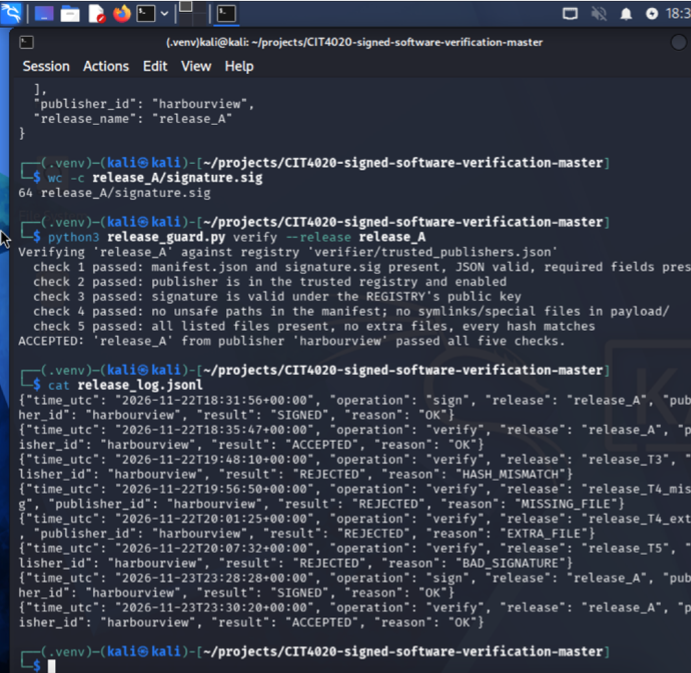 18:3
(.venv)kali@kali: ~/projects/CIT4020-signed-software-verification-master
Session Actions Edit View Help
],
"publisher_id": "harbourview",
"release_name": "release_A"
}
(.venv)-(kali㉿kali)-[~/projects/CIT4020-signed-software-verification-master]
$ wc -c release_A/signature.sig
64 release_A/signature.sig
(.venv)-(kali㉿kali)-[~/projects/CIT4020-signed-software-verification-master]
$ python3 release_guard.py verify --release release_A
Verifying 'release_A' against registry 'verifier/trusted_publishers.json'
check 1 passed: manifest.json and signature.sig present, JSON valid, required fields pres
check 2 passed: publisher is in the trusted registry and enabled
check 3 passed: signature is valid under the REGISTRY's public key
check 4 passed: no unsafe paths in the manifest; no symlinks/special files in payload/
check 5 passed: all listed files present, no extra files, every hash matches
ACCEPTED: 'release_A' from publisher 'harbourview' passed all five checks.
(.venv)-(kali㉿kali)-[~/projects/CIT4020-signed-software-verification-master]
$ cat release_log.jsonl
{"time_utc": "2026-11-22T18:31:56+00:00", "operation": "sign", "release": "release_A", "pub
her_id": "harbourview", "result": "SIGNED", "reason": "OK"}
{"time_utc": "2026-11-22T18:35:47+00:00", "operation": "verify", "release": "release_A", "p
isher_id": "harbourview", "result": "ACCEPTED", "reason": "OK"}
{"time_utc": "2026-11-22T19:48:10+00:00", "operation": "verify", "release": "release_T3", "
lisher_id": "harbourview", "result": "REJECTED", "reason": "HASH_MISMATCH"}
{"time_utc": "2026-11-22T19:56:50+00:00", "operation": "verify", "release": "release_T4_mis
g", "publisher_id": "harbourview", "result": "REJECTED", "reason": "MISSING_FILE"}
{"time_utc": "2026-11-22T20:01:25+00:00", "operation": "verify", "release": "release_T4_ext
, "publisher_id": "harbourview", "result": "REJECTED", "reason": "EXTRA_FILE"}
{"time_utc": "2026-11-22T20:07:32+00:00", "operation": "verify", "release": "release_T5", "
lisher_id": "harbourview", "result": "REJECTED", "reason": "BAD_SIGNATURE"}
{"time_utc": "2026-11-23T23:28:28+00:00", "operation": "sign", "release": "release_A", "pub
her_id": "harbourview", "result": "SIGNED", "reason": "OK"}
{"time_utc": "2026-11-23T23:30:20+00:00", "operation": "verify", "release": "release_A", "p
isher_id": "harbourview", "result": "ACCEPTED", "reason": "OK"}
(.venv)-(kali㉿kali)-[~/projects/CIT4020-signed-software-verification-master]
$